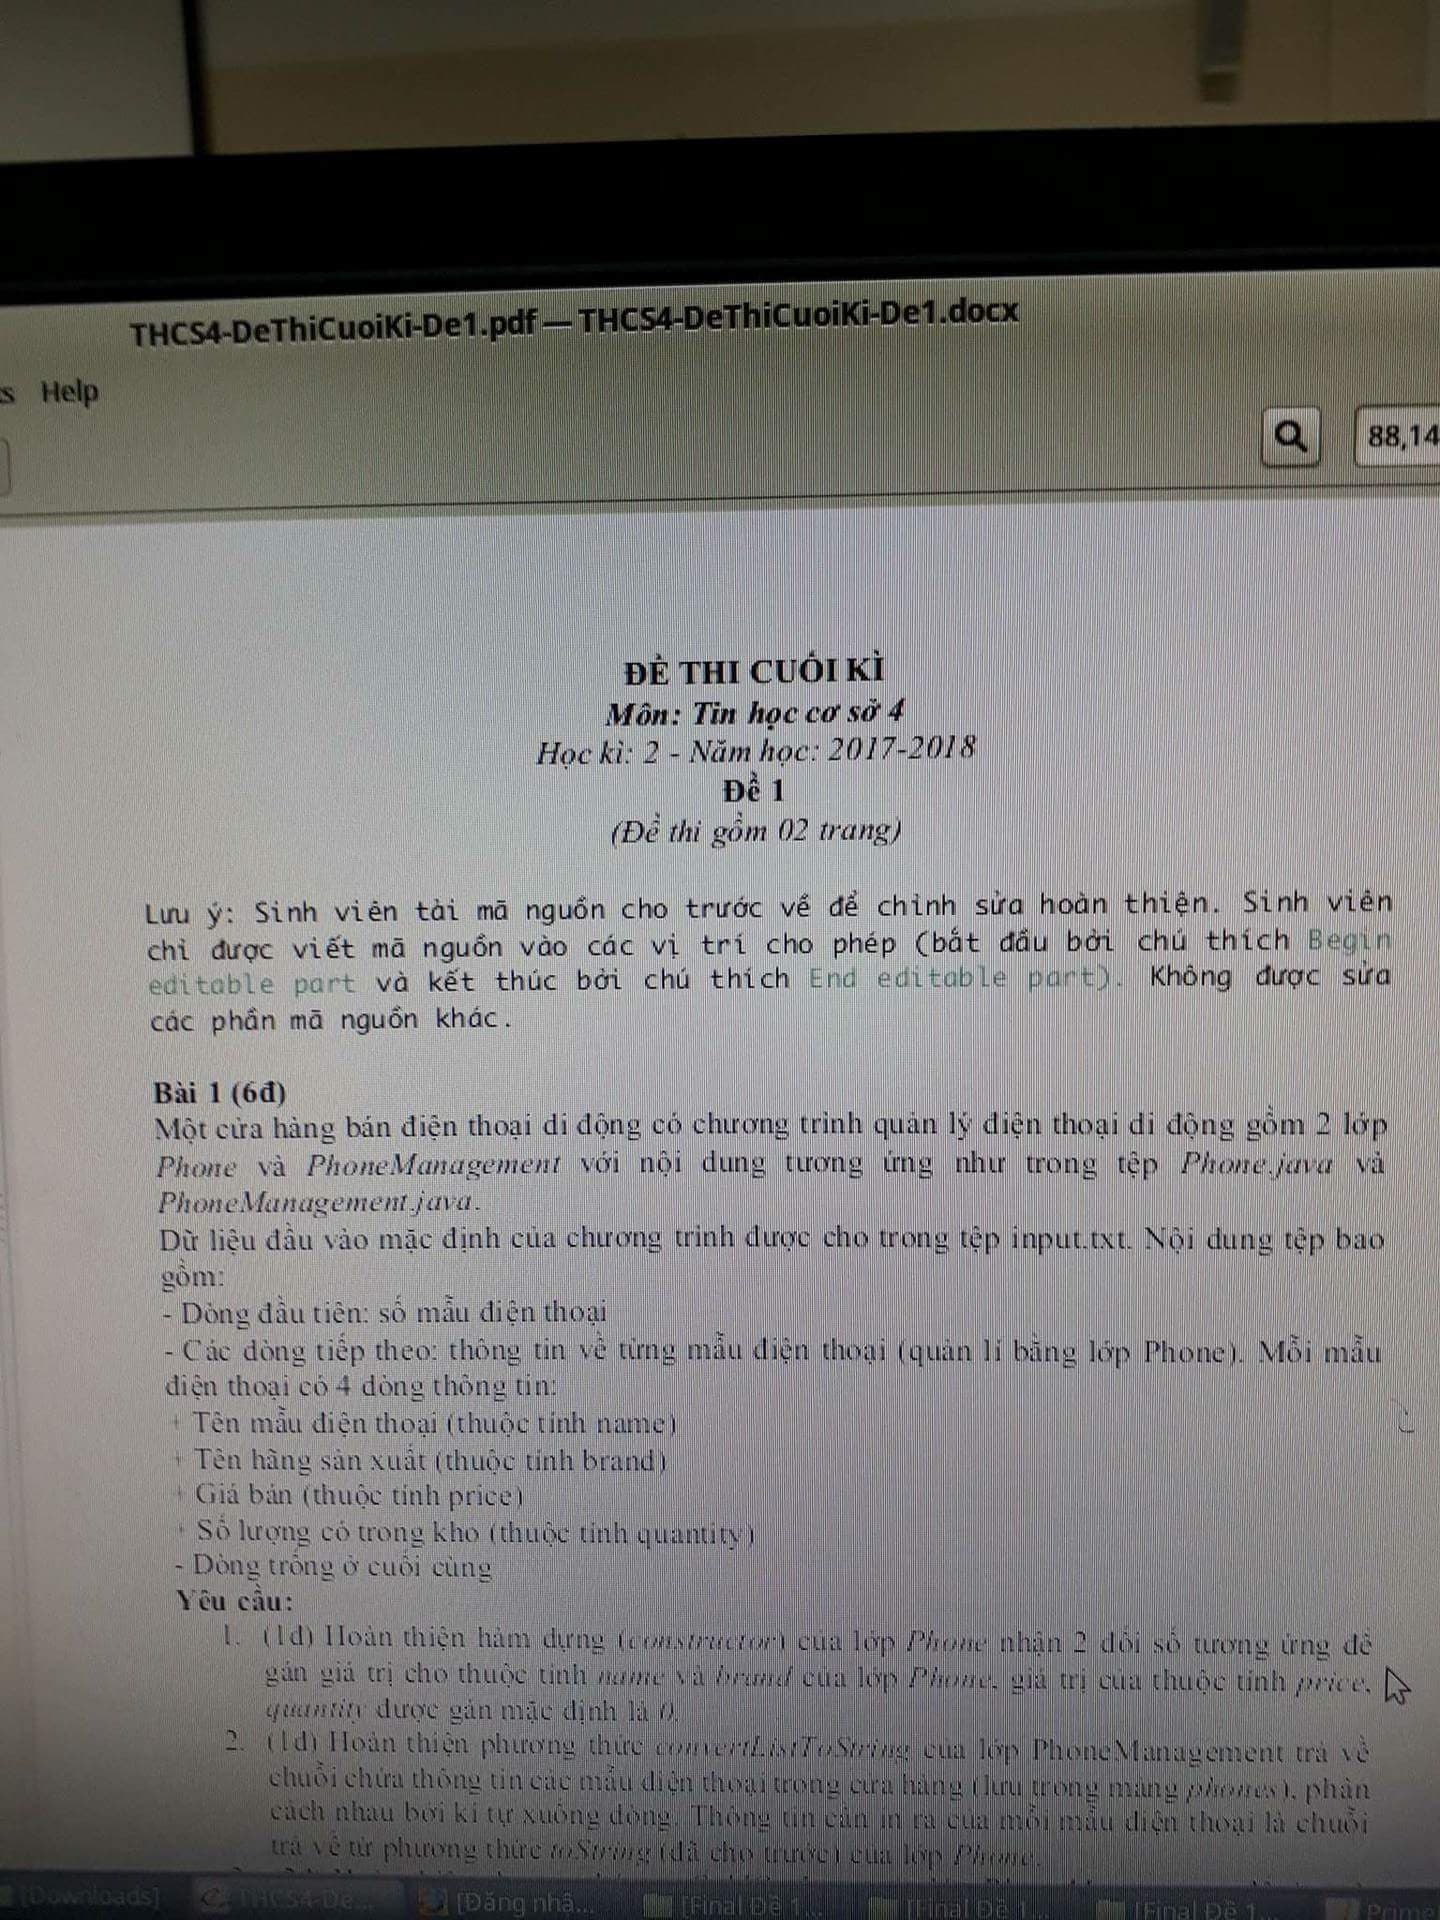 THCS4-DeThiCuoiKi-De1.pdf — THCS4-DeThiCuoiKi-De1.docx
s Help
88,14
ĐỀ THI CUỐI KÌ
Môn: Tin học cơ sở 4
Học kì: 2 - Năm học: 2017-2018
Đề 1
(Đề thi gồm 02 trang)
Lưu ý: Sinh viên tải mã nguồn cho trước về để chỉnh sửa hoàn thiện. Sinh viên
chỉ được viết mã nguồn vào các vị trí cho phép (bắt đầu bởi chú thích Begin
editable part và kết thúc bởi chú thích End editable part). Không được sửa
các phần mã nguồn khác.
Bài 1 (6đ)
Một cửa hàng bán điện thoại di động có chương trình quản lý điện thoại di động gồm 2 lớp
Phone và PhoneManagement với nội dung tương ứng như trong tệp Phone.java và
PhoneManagement.java.
Dữ liệu đầu vào mặc định của chương trình được cho trong tệp input.txt. Nội dung tệp bao
gồm:
- Dòng đầu tiên: số mẫu điện thoại
- Các dòng tiếp theo: thông tin về từng mẫu điện thoại (quản lí bằng lớp Phone). Mỗi mẫu
điện thoại có 4 dòng thông tin:
+ Tên mẫu điện thoại (thuộc tính name)
+ Tên hãng sản xuất (thuộc tính brand)
+ Giá bán (thuộc tính price)
+ Số lượng có trong kho (thuộc tính quantity)
- Dòng trống ở cuối cùng
Yêu cầu:
1. (1đ) Hoàn thiện hàm dựng (constructor) của lớp Phone nhận 2 đối số tương ứng để
gán giá trị cho thuộc tính name và brand của lớp Phone, giá trị của thuộc tính price,
quantity được gán mặc định là 0.
2. (1đ) Hoàn thiện phương thức convertListToString của lớp PhoneManagement trả về
chuỗi chứa thông tin các mẫu điện thoại trong cửa hàng (lưu trong mảng phones), phân
cách nhau bởi kí tự xuống dòng. Thông tin cần in ra của mỗi mẫu điện thoại là chuỗi
trả về từ phương thức toString (đã cho trước) của lớp Phone.
[Downloads] THCS4-De... [Đăng nhậ... [Final Đề 1... [Final Đề 1... [Final Đề 1... Prime